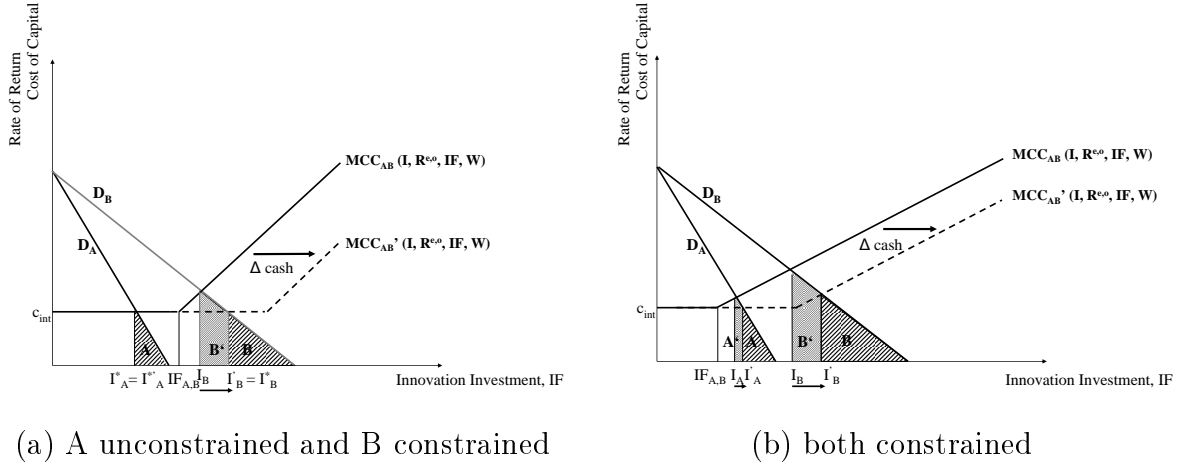 Rate of Return
Cost of Capital
MCC_AB (I, R^e,o, IF, W)
D_B
D_A
MCC_AB' (I, R^e,o, IF, W)
Δ cash
c_int
A
B‘
B
I*_A = I*'_A IF_A,B I_B I'_B = I*_B
Innovation Investment, IF
(a) A unconstrained and B constrained
Rate of Return
Cost of Capital
MCC_AB (I, R^e,o, IF, W)
D_B
MCC_AB' (I, R^e,o, IF, W)
D_A
Δ cash
c_int
A‘
A
B‘
B
IF_A,B I_A I'_A I_B I'_B
Innovation Investment, IF
(b) both constrained